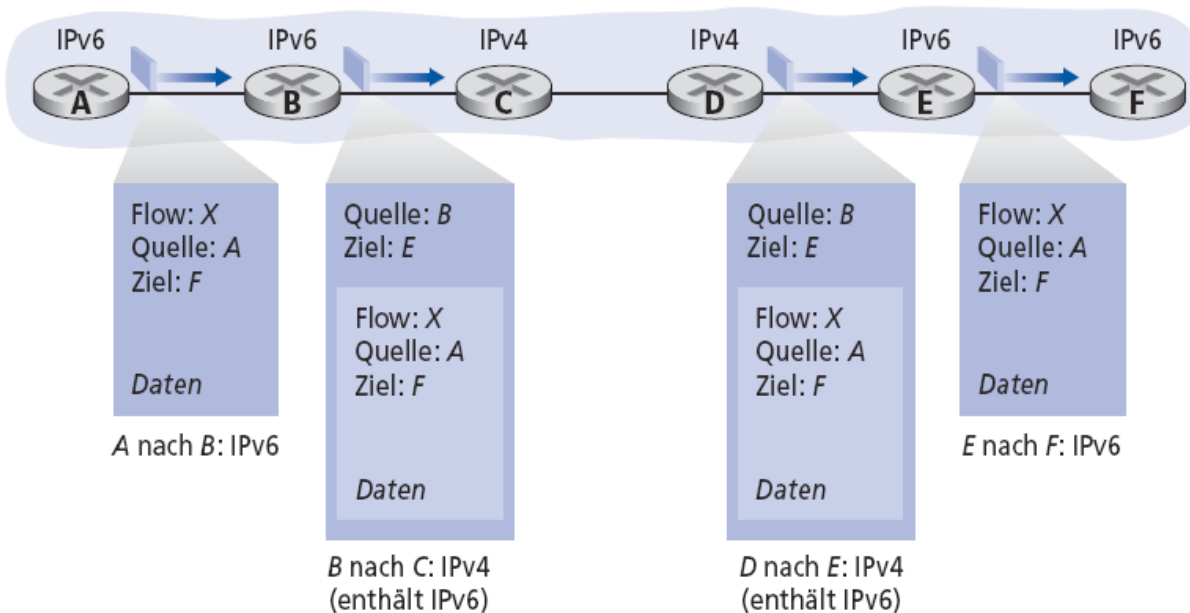 IPv6
IPv6
IPv4
IPv4
IPv6
IPv6
A
B
C
D
E
F
Flow: X
Quelle: A
Ziel: F
Daten
A nach B: IPv6
Quelle: B
Ziel: E
Flow: X
Quelle: A
Ziel: F
Daten
B nach C: IPv4
(enthält IPv6)
Quelle: B
Ziel: E
Flow: X
Quelle: A
Ziel: F
Daten
D nach E: IPv4
(enthält IPv6)
Flow: X
Quelle: A
Ziel: F
Daten
E nach F: IPv6